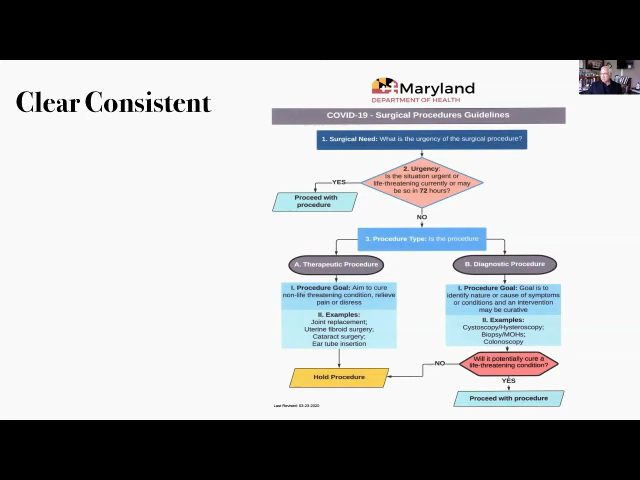 Clear Consistent
Maryland
DEPARTMENT OF HEALTH
COVID-19 - Surgical Procedures Guidelines
1. Surgical Need: What is the urgency of the surgical procedure?
2. Urgency:
Is the situation urgent or
life-threatening currently or may
be so in 72 hours?
YES
Proceed with
procedure
NO
3. Procedure Type: Is the procedure
A. Therapeutic Procedure
I. Procedure Goal: Aim to cure
non-life threatening condition, relieve
pain or disress
II. Examples:
Joint replacement;
Uterine fibroid surgery;
Cataract surgery;
Ear tube insertion
Hold Procedure
B. Diagnostic Procedure
I. Procedure Goal: Goal is to
identify nature or cause of symptoms
or conditions and an intervention
may be curative
II. Examples:
Cystoscopy/Hysteroscopy;
Biopsy/MOHs;
Colonoscopy
Will it potentially cure a
life-threatening condition?
NO
YES
Proceed with procedure
Last Revised: 03-23-2020